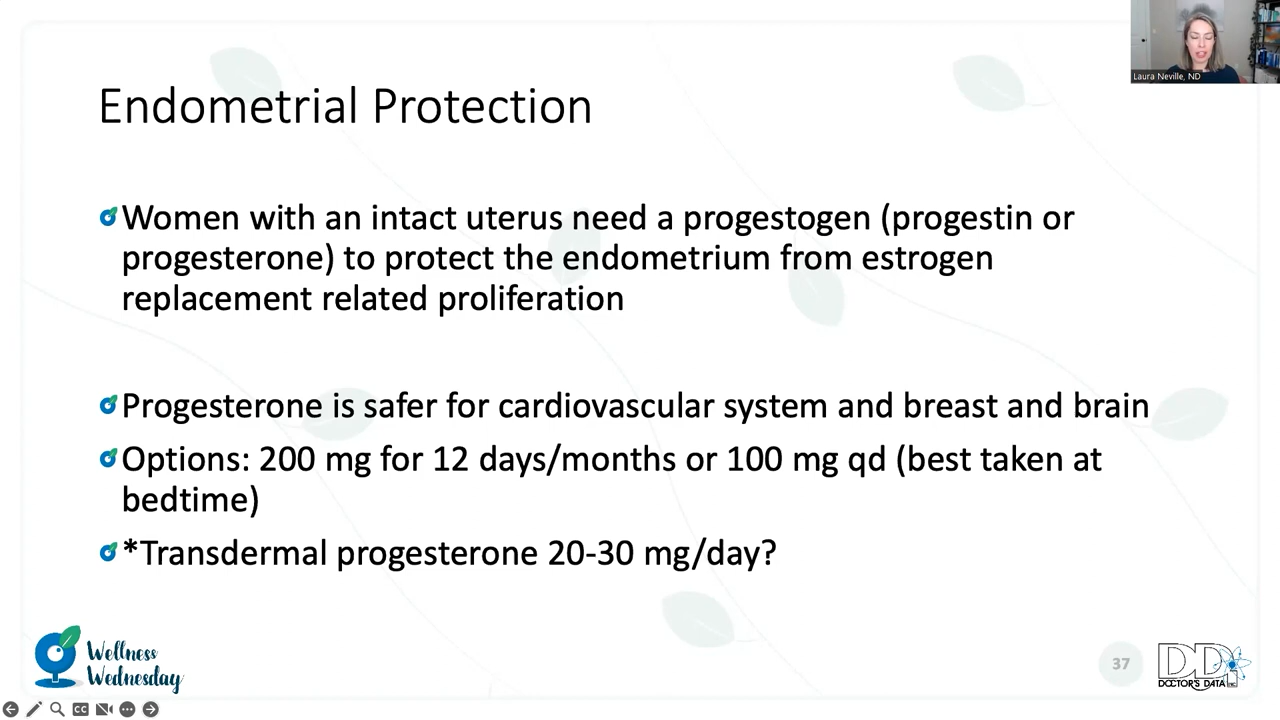 Laura Neville, ND
Endometrial Protection
Women with an intact uterus need a progestogen (progestin or
progesterone) to protect the endometrium from estrogen
replacement related proliferation
Progesterone is safer for cardiovascular system and breast and brain
Options: 200 mg for 12 days/months or 100 mg qd (best taken at
bedtime)
*Transdermal progesterone 20-30 mg/day?
Wellness
Wednesday
37
DDI
DOCTOR'S DATA INC
CC